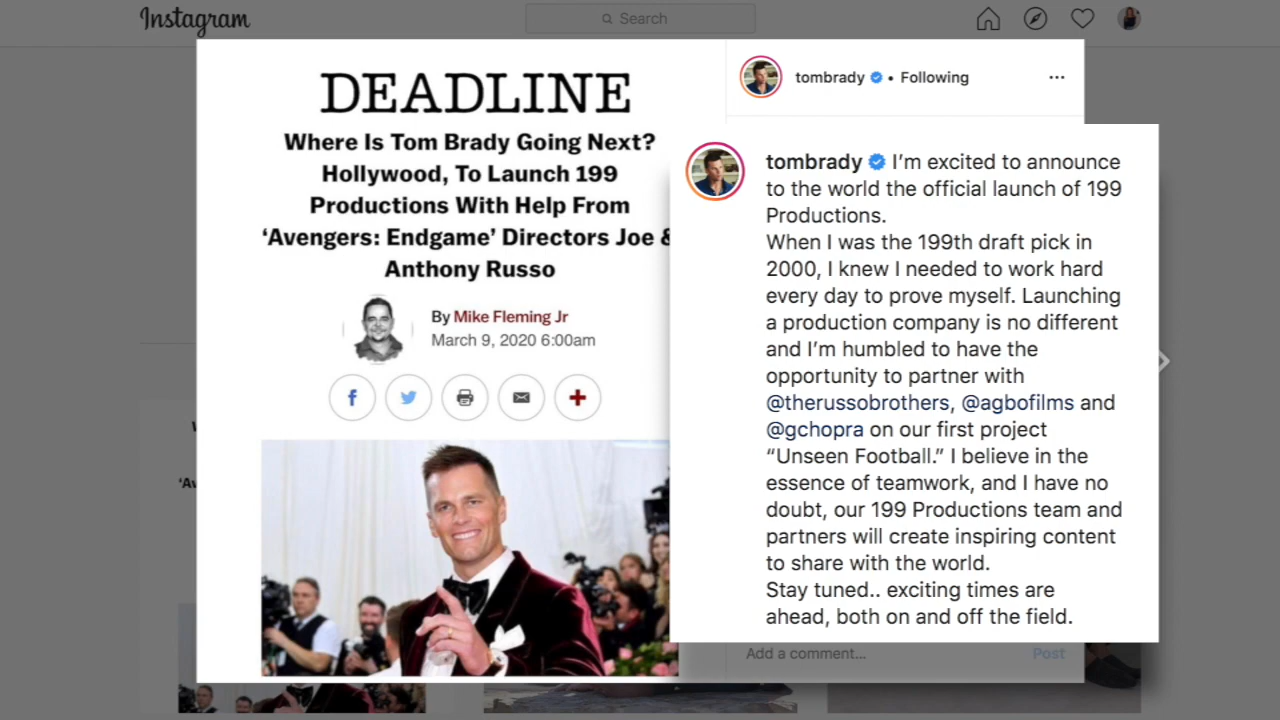 Instagram
Search
DEADLINE
Where Is Tom Brady Going Next?
Hollywood, To Launch 199
Productions With Help From
‘Avengers: Endgame’ Directors Joe &
Anthony Russo
By Mike Fleming Jr
March 9, 2020 6:00am
tombrady • Following
tombrady I’m excited to announce
to the world the official launch of 199
Productions.
When I was the 199th draft pick in
2000, I knew I needed to work hard
every day to prove myself. Launching
a production company is no different
and I’m humbled to have the
opportunity to partner with
@therussobrothers, @agbofilms and
@gchopra on our first project
“Unseen Football.” I believe in the
essence of teamwork, and I have no
doubt, our 199 Productions team and
partners will create inspiring content
to share with the world.
Stay tuned.. exciting times are
ahead, both on and off the field.
Add a comment... Post